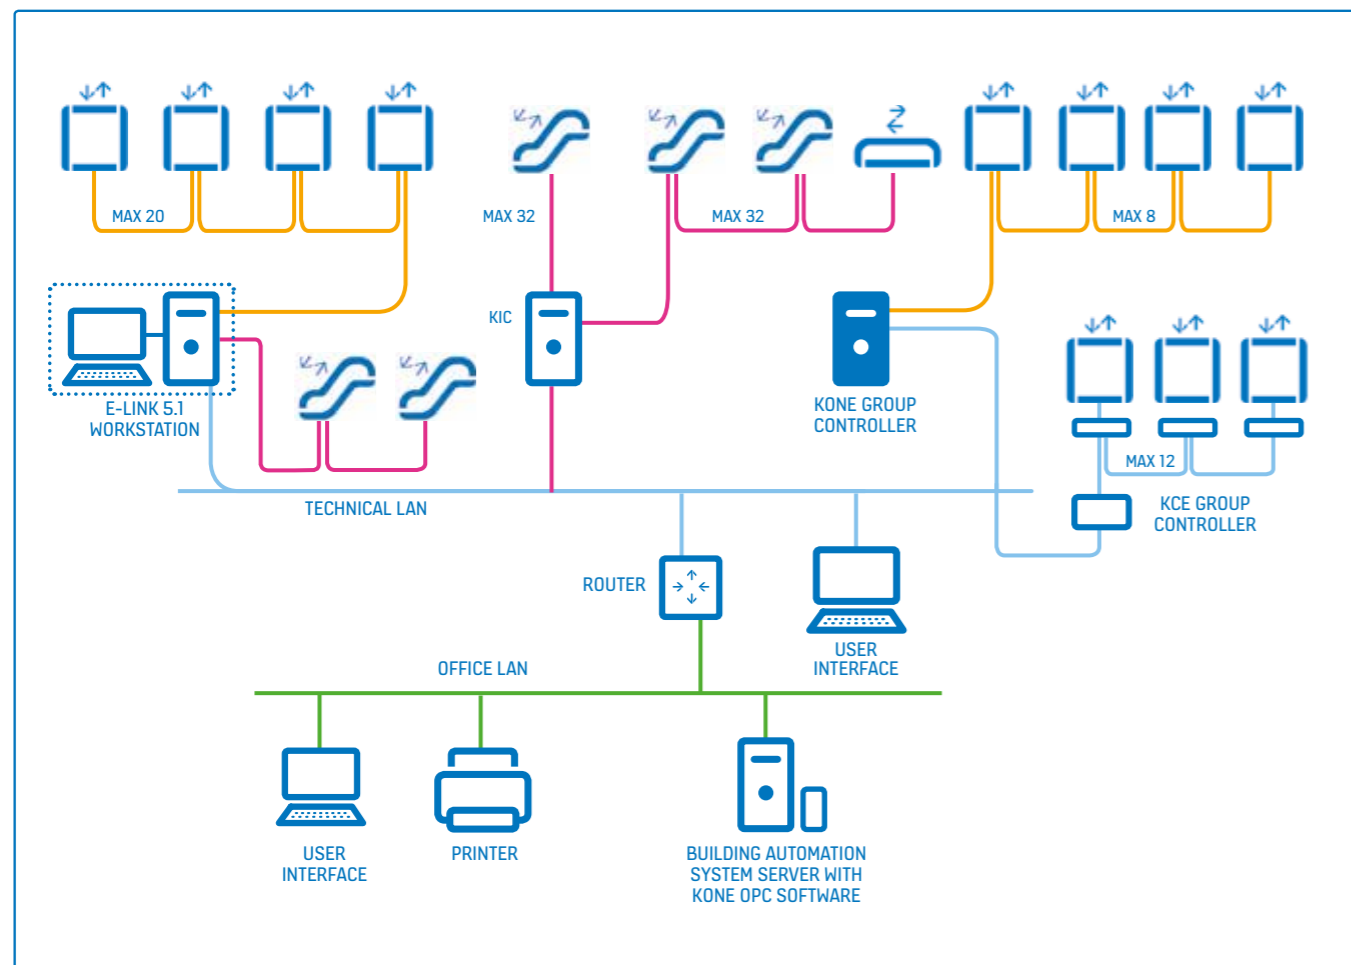 MAX 20
MAX 32
MAX 32
MAX 8
KIC
E-LINK 5.1
WORKSTATION
KONE GROUP
CONTROLLER
MAX 12
KCE GROUP
CONTROLLER
TECHNICAL LAN
ROUTER
USER
INTERFACE
OFFICE LAN
USER
INTERFACE
PRINTER
BUILDING AUTOMATION
SYSTEM SERVER WITH
KONE OPC SOFTWARE